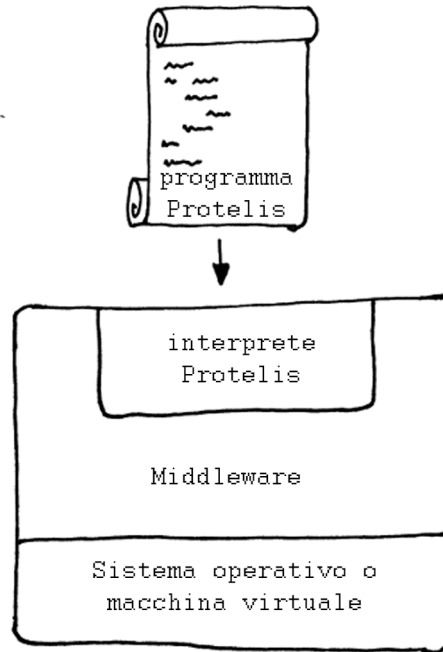 programma
Protelis
interprete
Protelis
Middleware
Sistema operativo o
macchina virtuale